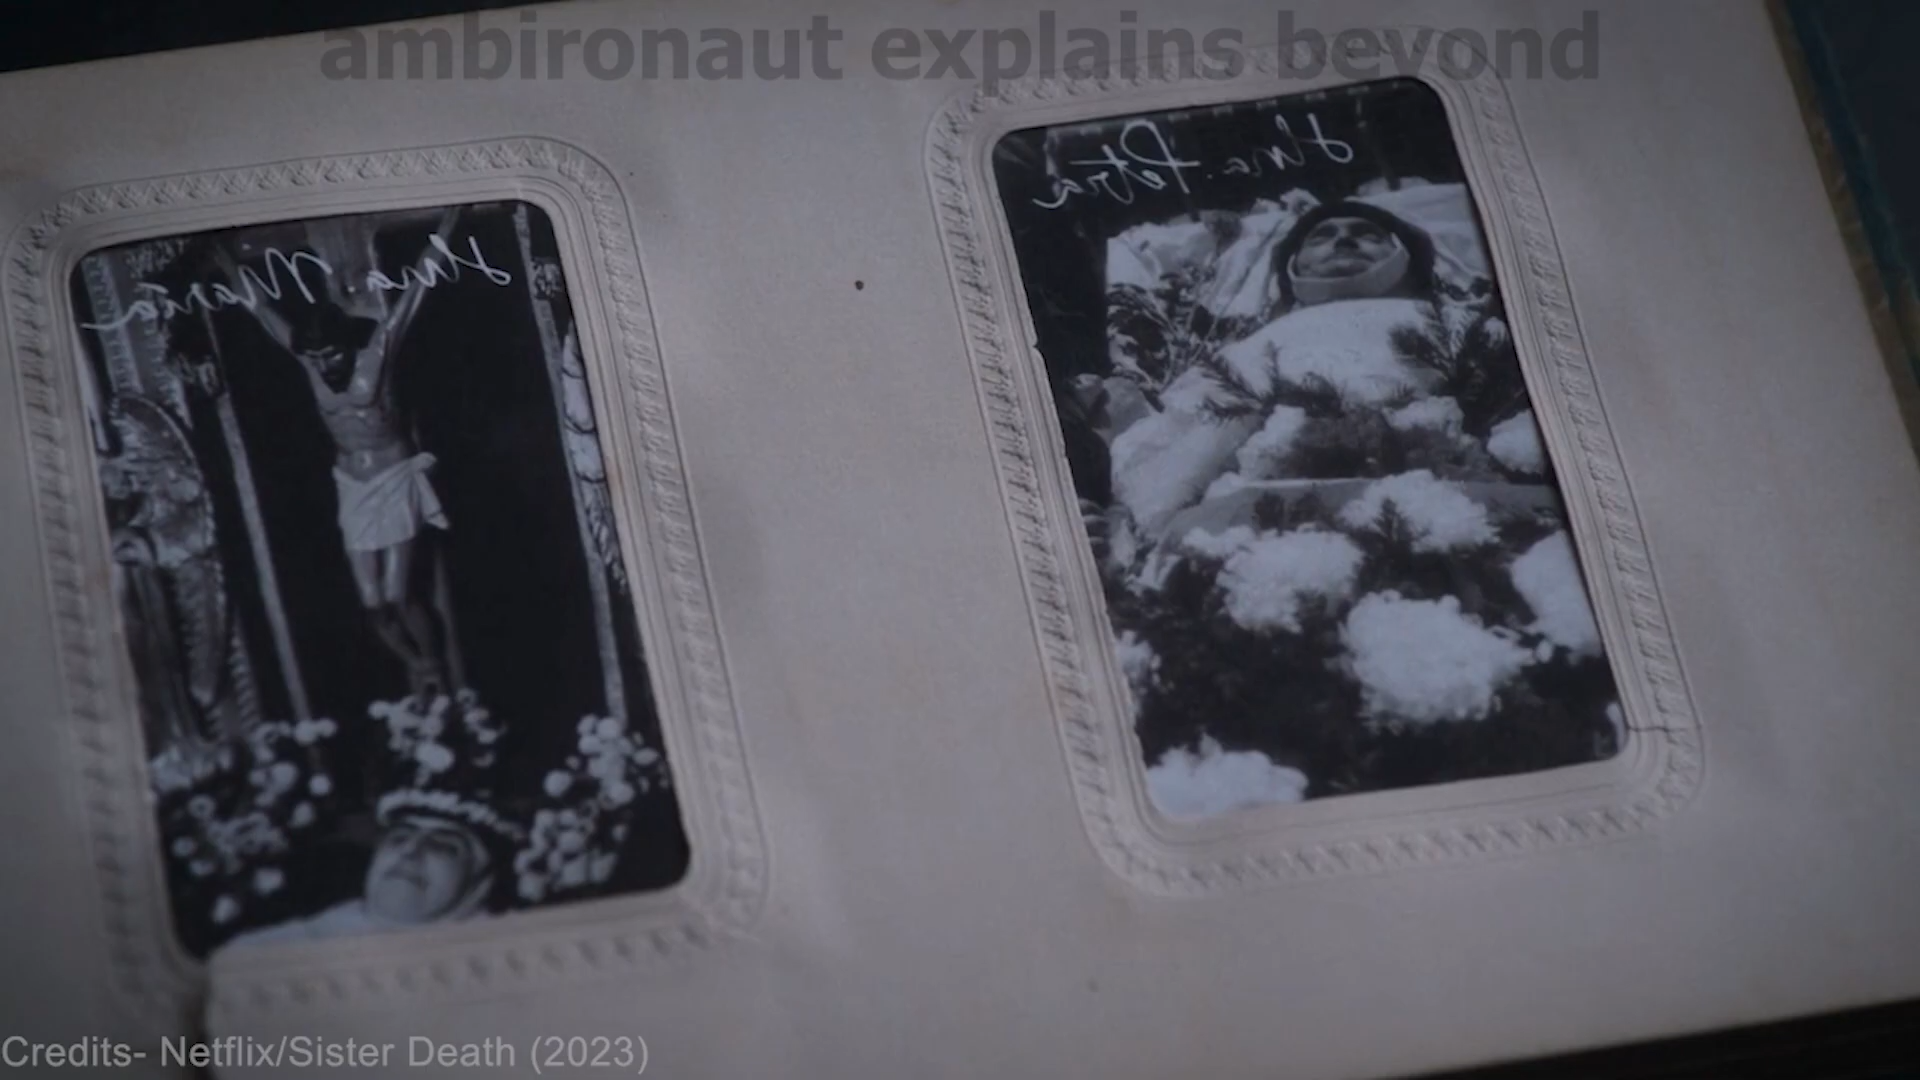 ambironaut explains beyond
Hna. María
Hna. Petra
Credits- Netflix/Sister Death (2023)